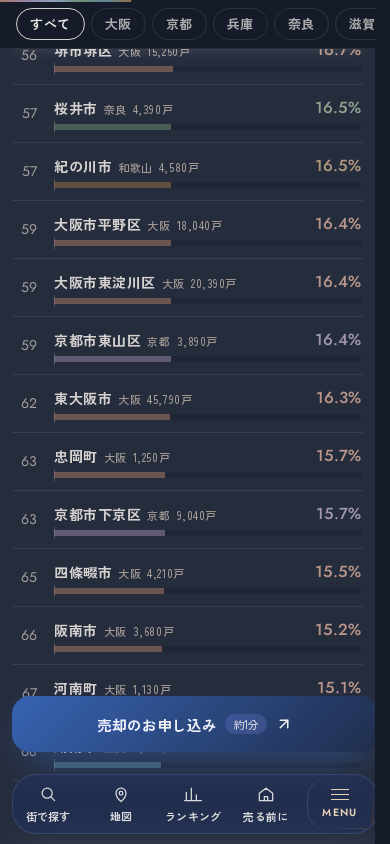 すべて 大阪 京都 兵庫 奈良 滋賀
56 堺市堺区 大阪 15,260戸 16.7%
57 桜井市 奈良 4,390戸 16.5%
57 紀の川市 和歌山 4,580戸 16.5%
59 大阪市平野区 大阪 18,040戸 16.4%
59 大阪市東淀川区 大阪 20,390戸 16.4%
59 京都市東山区 京都 3,890戸 16.4%
62 東大阪市 大阪 45,790戸 16.3%
63 忠岡町 大阪 1,250戸 15.7%
63 京都市下京区 京都 9,040戸 15.7%
65 四條畷市 大阪 4,210戸 15.5%
66 阪南市 大阪 3,680戸 15.2%
67 河南町 大阪 1,130戸 15.1%
売却のお申し込み 約1分
68
街で探す 地図 ランキング 売る前に MENU